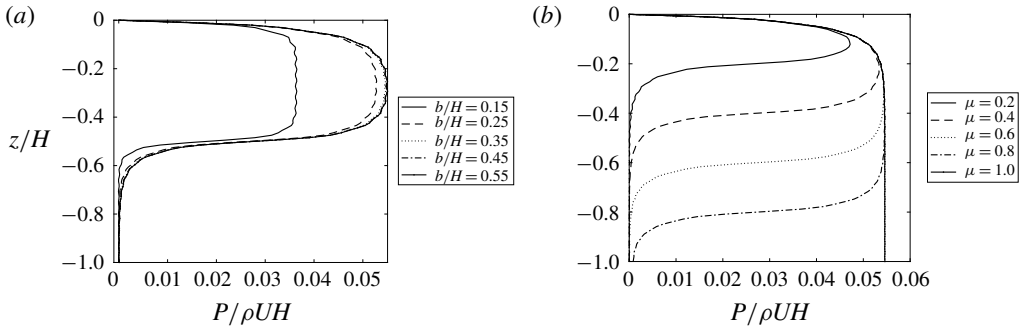 (a)
0
−0.2
−0.4
z/H
−0.6
−0.8
−1.0
0 0.01 0.02 0.03 0.04 0.05
P/ρUH
b/H = 0.15
b/H = 0.25
b/H = 0.35
b/H = 0.45
b/H = 0.55
(b)
0
−0.2
−0.4
−0.6
−0.8
−1.0
0 0.01 0.02 0.03 0.04 0.05 0.06
P/ρUH
μ = 0.2
μ = 0.4
μ = 0.6
μ = 0.8
μ = 1.0